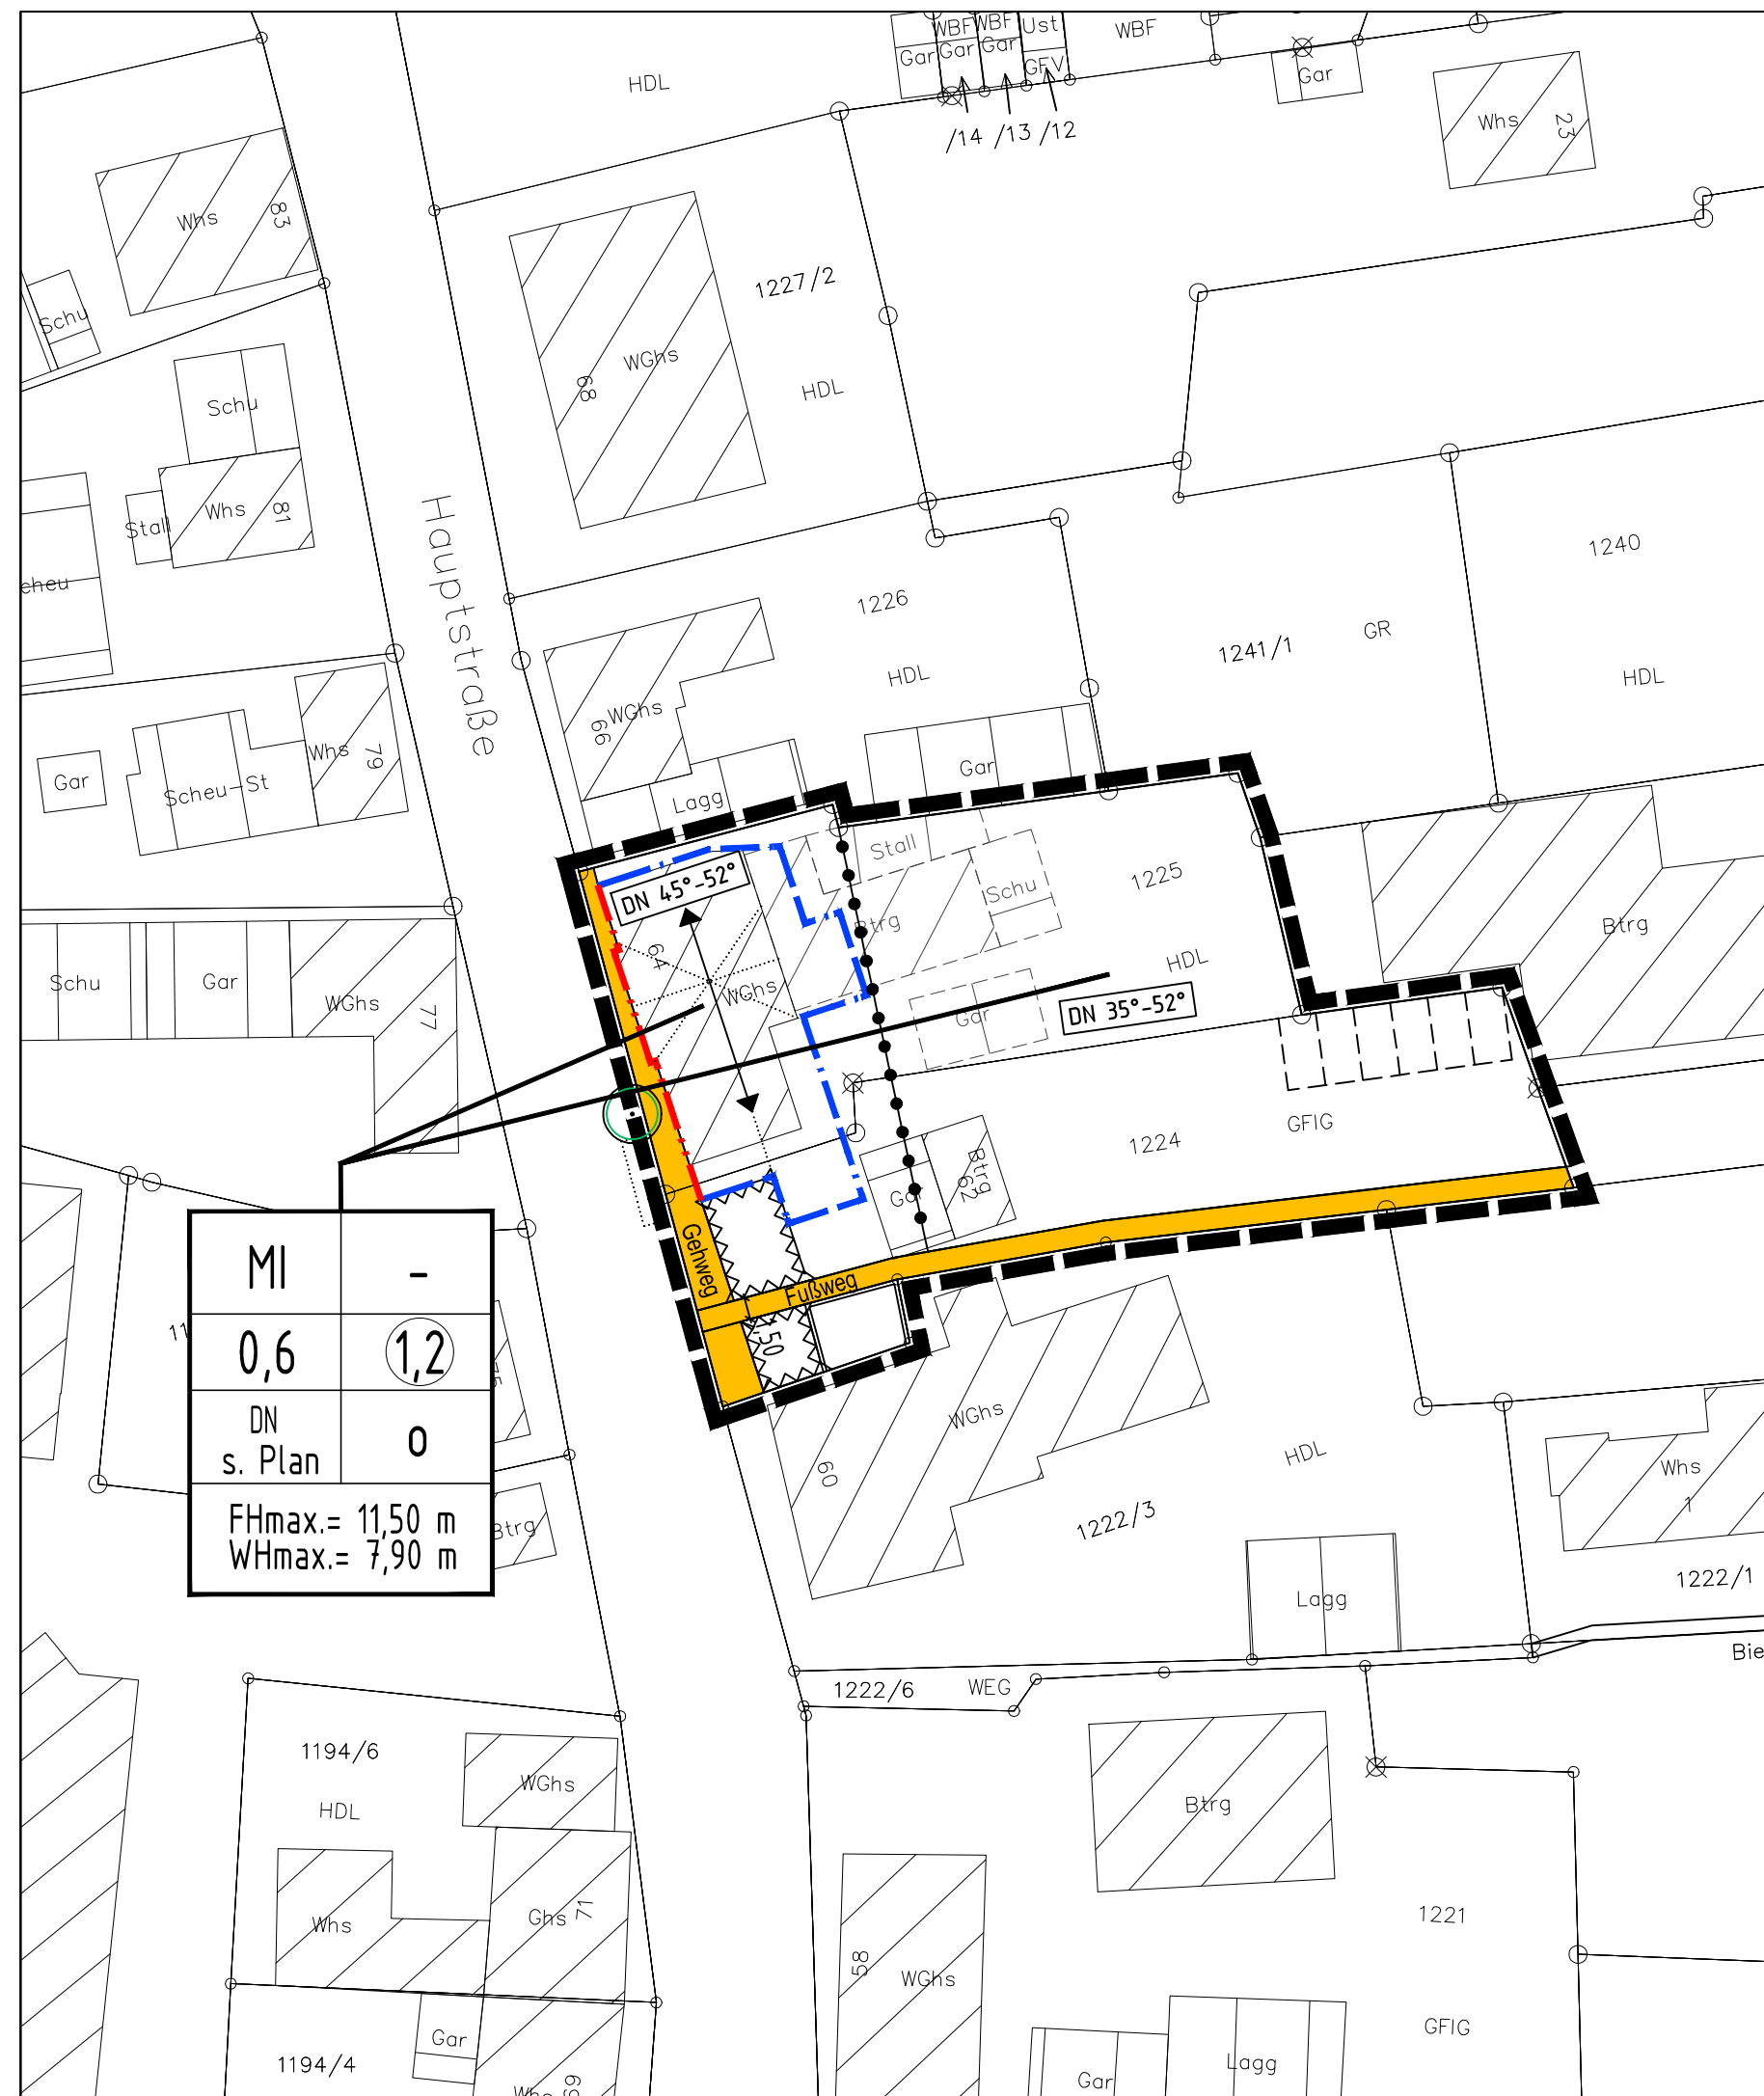 HDL
Gar
WBF
Gar
WBF
Gar
Ust
GFV
WBF
/14 /13 /12
Gar
Whs
23
Whs
83
Schu
1227/2
WGhs
68
HDL
Schu
Whs
81
Stall
Hauptstraße
1226
HDL
WGhs
66
Lagg
Gar
1241/1
GR
1240
HDL
Whs
79
Scheu-St
Gar
Stall
Schu
Btrg
1225
HDL
Gar
DN 45°-52°
64
WGhs
DN 35°-52°
Btrg
Schu
Gar
WGhs
77
1224
GFIG
Gar
Btrg
62
Gehweg
Fußweg
MI
-
0,6
1,2
DN
s. Plan
o
FHmax.= 11,50 m
WHmax.= 7,90 m
Btrg
WGhs
60
HDL
1222/3
Lagg
Whs
1
1222/1
1222/6
WEG
1194/6
HDL
WGhs
Whs
Ghs
71
1194/4
Gar
69
Btrg
58
WGhs
1221
GFIG
Gar
Lagg